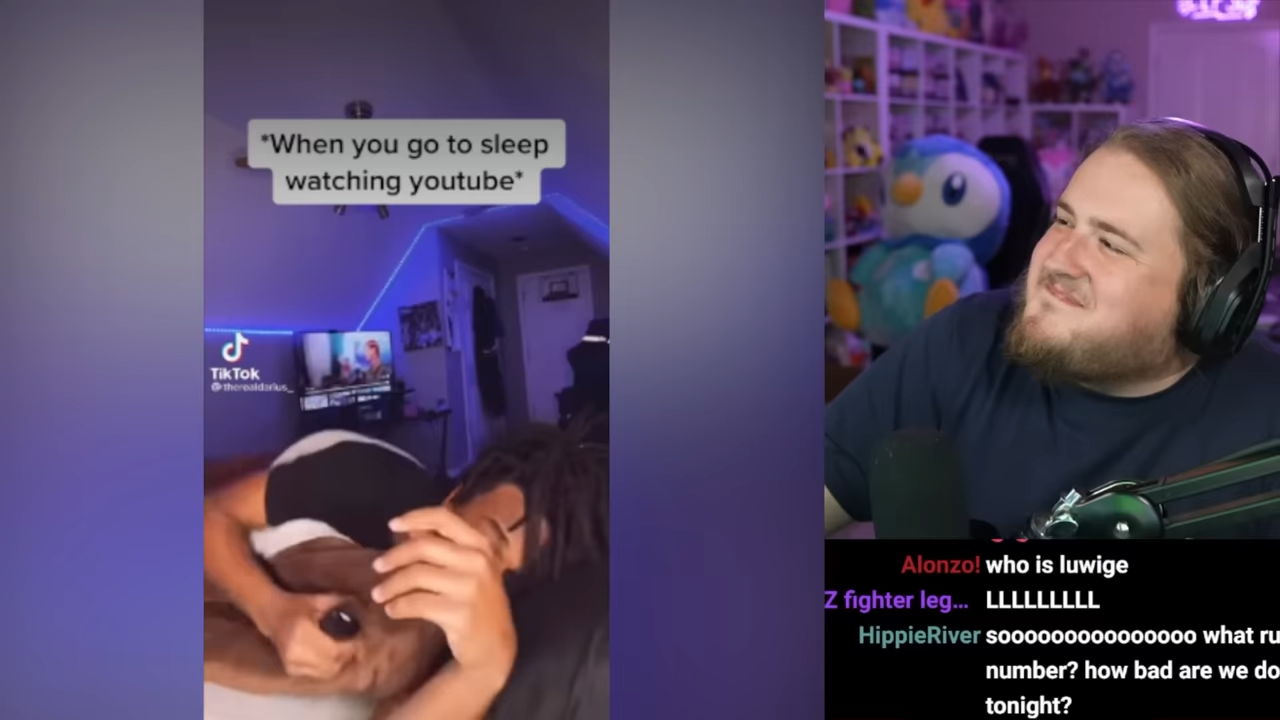 *When you go to sleep
watching youtube*
TikTok
@therealdarius_
Alonzo! who is luwige
Z fighter leg... LLLLLLLLL
HippieRiver sooooooooooooooo what ru
number? how bad are we do
tonight?